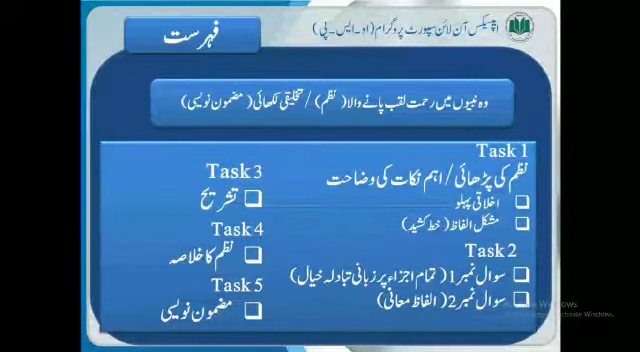 فہرست
ایپسیکس آن لائن سپورٹ پروگرام (او۔ایس۔پی)
وہ نبیوں میں رحمت لقب پانے والا (نظم) / تخلیقی لکھائی (مضمون نویسی)
Task 1
نظم کی پڑھائی / اہم نکات کی وضاحت
اخلاقی پہلو
مشکل الفاظ (خط کشید)
Task 2
سوال نمبر 1 (تمام اجزاء پر زبانی تبادلہ خیال)
سوال نمبر 2 (الفاظ معانی)
Task 3
تشریح
Task 4
نظم کا خلاصہ
Task 5
مضمون نویسی